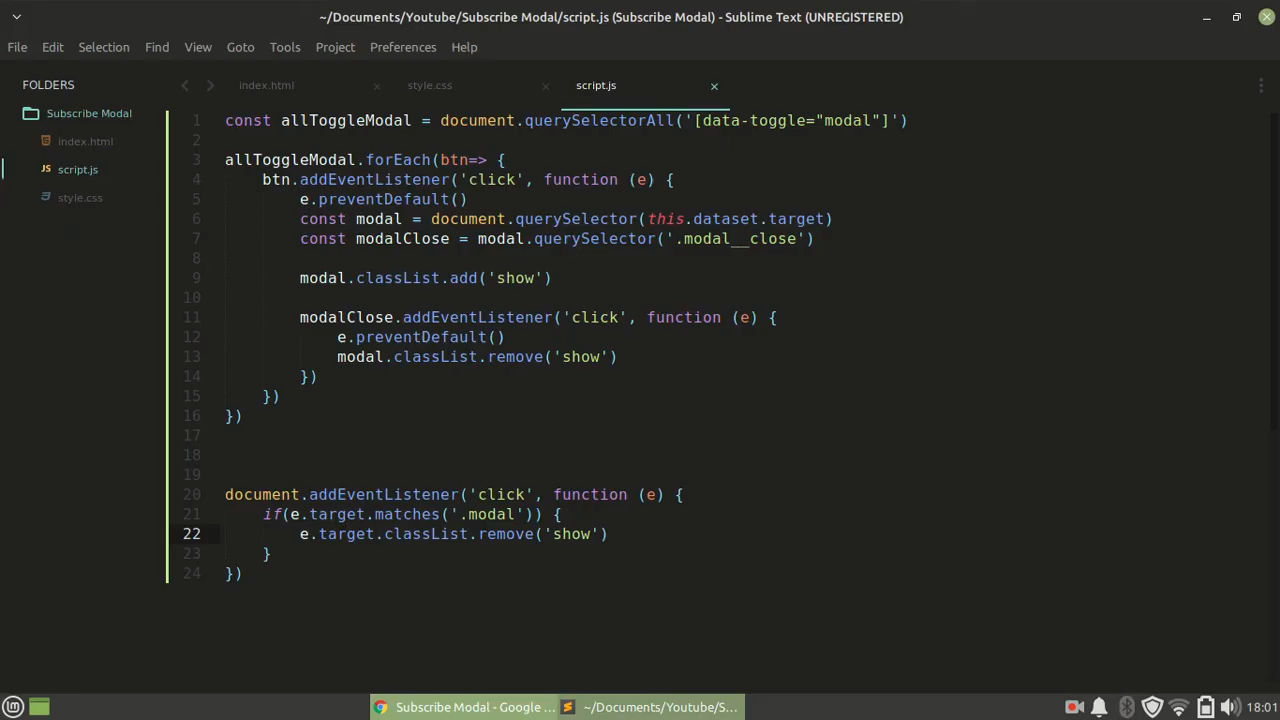 ~/Documents/Youtube/Subscribe Modal/script.js (Subscribe Modal) - Sublime Text (UNREGISTERED)
File Edit Selection Find View Goto Tools Project Preferences Help
FOLDERS
Subscribe Modal
index.html
JS script.js
style.css
index.html × style.css × script.js ×
1 const allToggleModal = document.querySelectorAll('[data-toggle="modal"]')
2
3 allToggleModal.forEach(btn=> {
4 btn.addEventListener('click', function (e) {
5 e.preventDefault()
6 const modal = document.querySelector(this.dataset.target)
7 const modalClose = modal.querySelector('.modal__close')
8
9 modal.classList.add('show')
10
11 modalClose.addEventListener('click', function (e) {
12 e.preventDefault()
13 modal.classList.remove('show')
14 })
15 })
16 })
17
18
19
20 document.addEventListener('click', function (e) {
21 if(e.target.matches('.modal')) {
22 e.target.classList.remove('show')
23 }
24 })
Subscribe Modal - Google ... ~/Documents/Youtube/S... 18:01